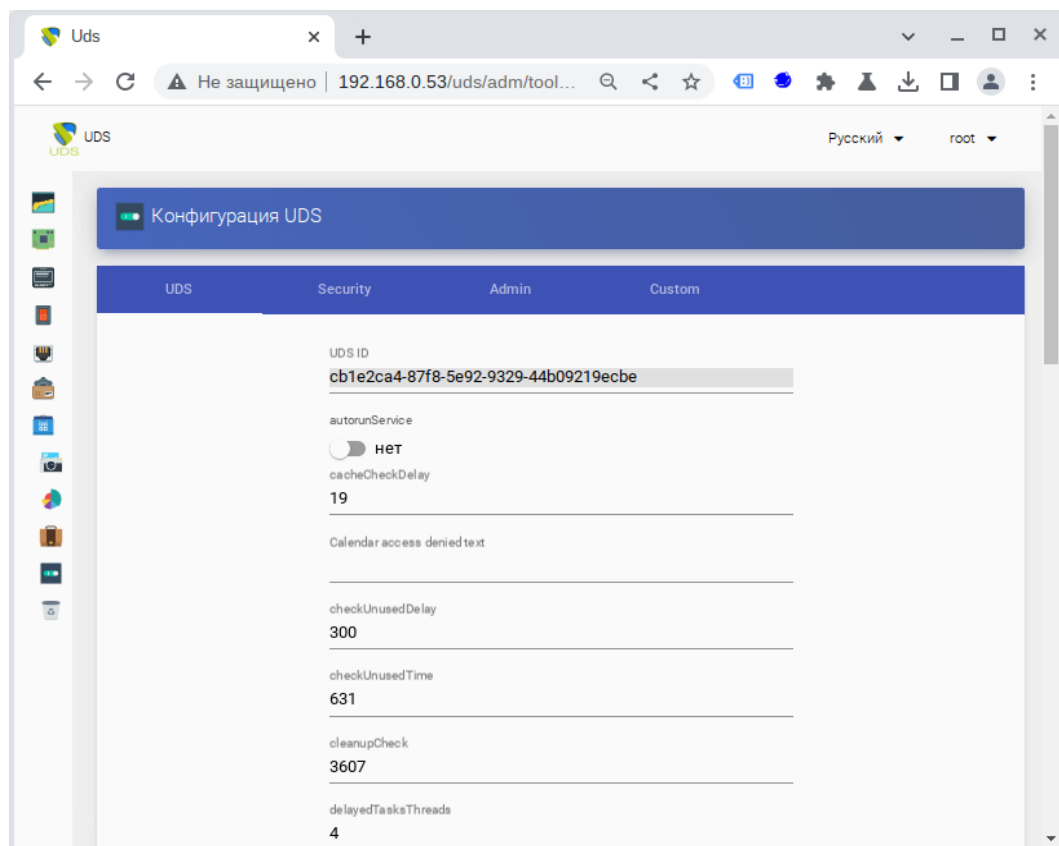 Uds
Не защищено | 192.168.0.53/uds/adm/tool...
UDS
UDS
Русский
root
Конфигурация UDS
UDS
Security
Admin
Custom
UDS ID
cb1e2ca4-87f8-5e92-9329-44b09219ecbe
autorunService
нет
cacheCheckDelay
19
Calendar access denied text
checkUnusedDelay
300
checkUnusedTime
631
cleanupCheck
3607
delayedTasksThreads
4